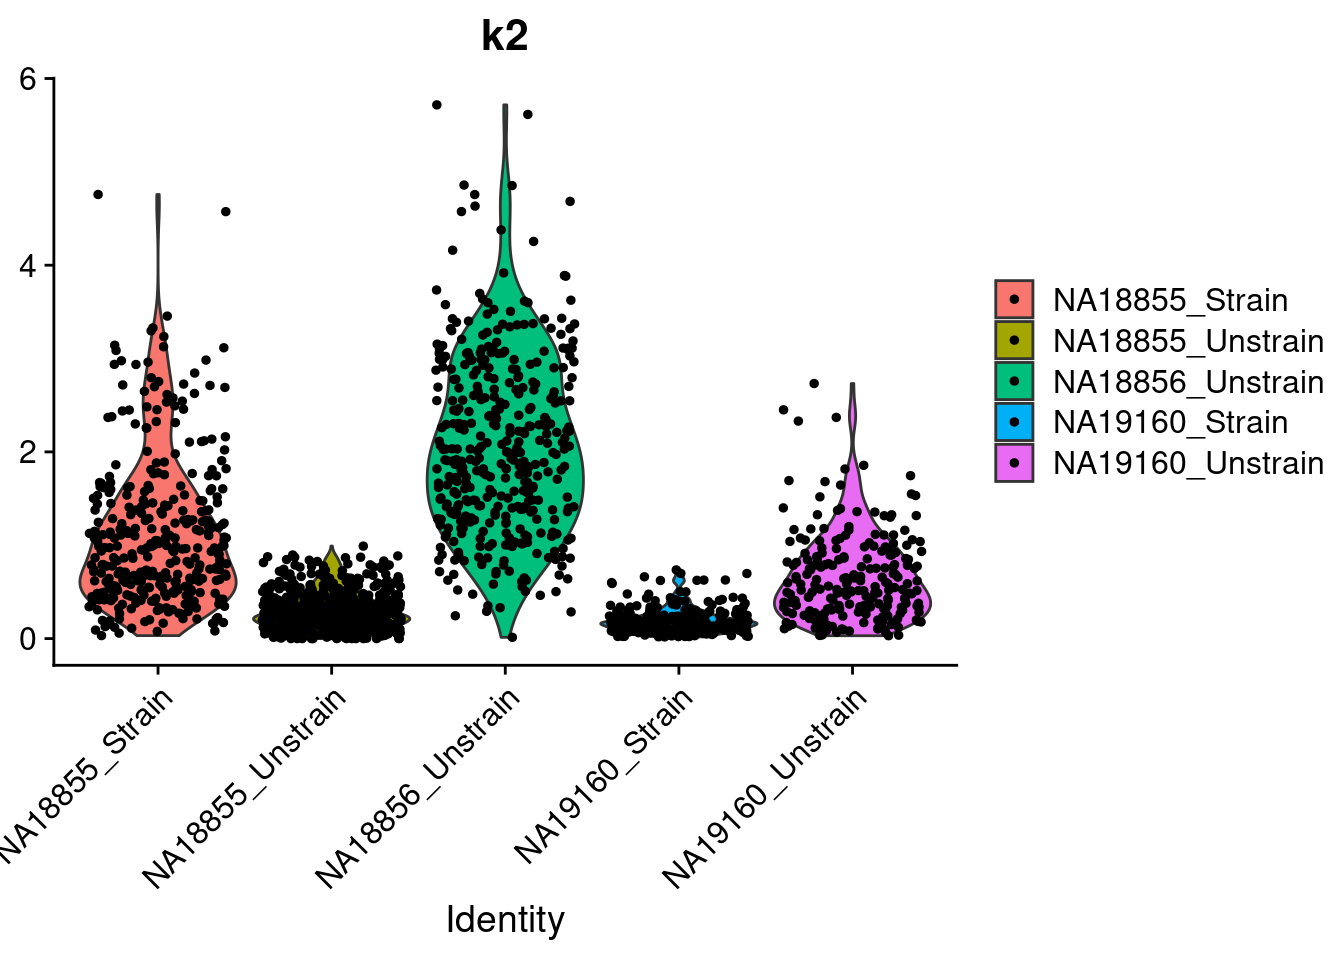 k2
6
4
2
0
NA18855_Strain
NA18855_Unstrain
NA18856_Unstrain
NA19160_Strain
NA19160_Unstrain
Identity
NA18855_Strain
NA18855_Unstrain
NA18856_Unstrain
NA19160_Strain
NA19160_Unstrain